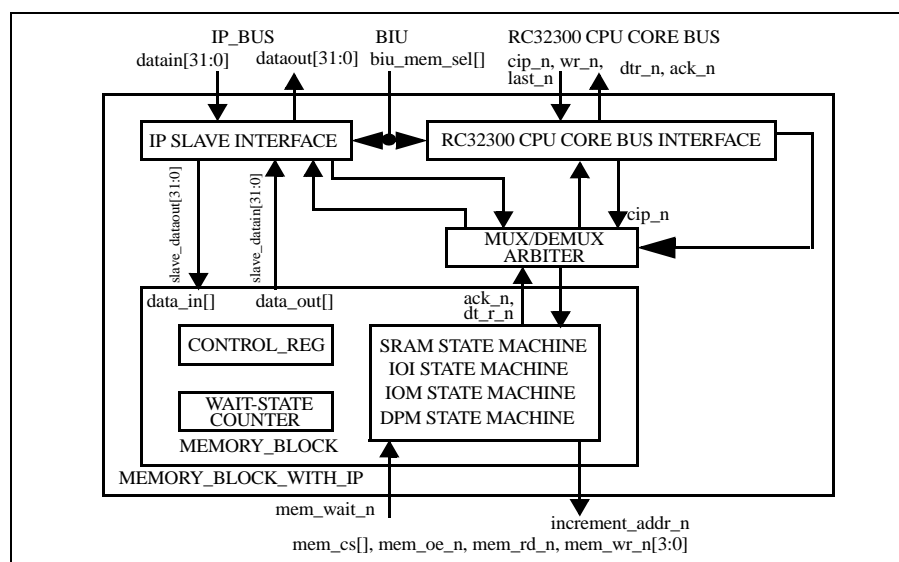 IP_BUS
BIU
RC32300 CPU CORE BUS
datain[31:0]
dataout[31:0]
biu_mem_sel[]
cip_n, wr_n,
last_n
dtr_n, ack_n
IP SLAVE INTERFACE
RC32300 CPU CORE BUS INTERFACE
slave_dataout[31:0]
slave_datain[31:0]
cip_n
MUX/DEMUX
ARBITER
data_in[]
data_out[]
ack_n,
dt_r_n
CONTROL_REG
SRAM STATE MACHINE
IOI STATE MACHINE
IOM STATE MACHINE
DPM STATE MACHINE
WAIT-STATE
COUNTER
MEMORY_BLOCK
MEMORY_BLOCK_WITH_IP
mem_wait_n
increment_addr_n
mem_cs[], mem_oe_n, mem_rd_n, mem_wr_n[3:0]